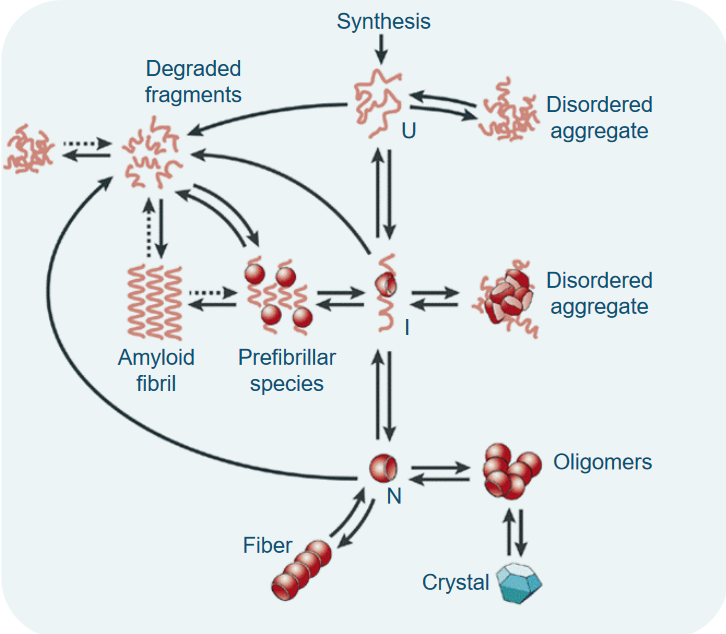 Synthesis
Degraded
fragments
U
Disordered
aggregate
Disordered
aggregate
I
Amyloid
fibril
Prefibrillar
species
Oligomers
N
Fiber
Crystal